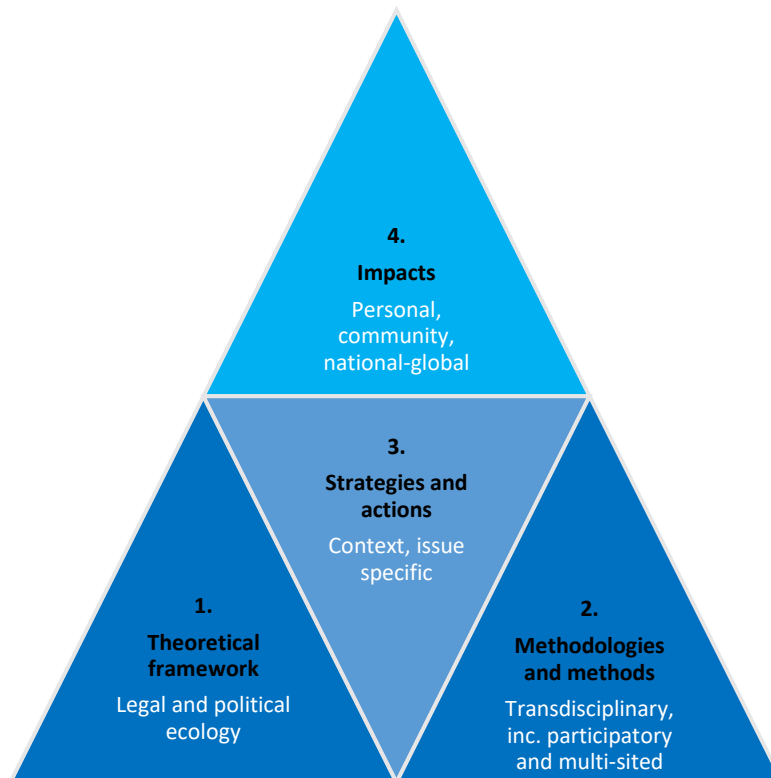 4.
Impacts
Personal,
community,
national-global
3.
Strategies and
actions
Context, issue
specific
1.
Theoretical
framework
Legal and political
ecology
2.
Methodologies
and methods
Transdisciplinary,
inc. participatory
and multi-sited